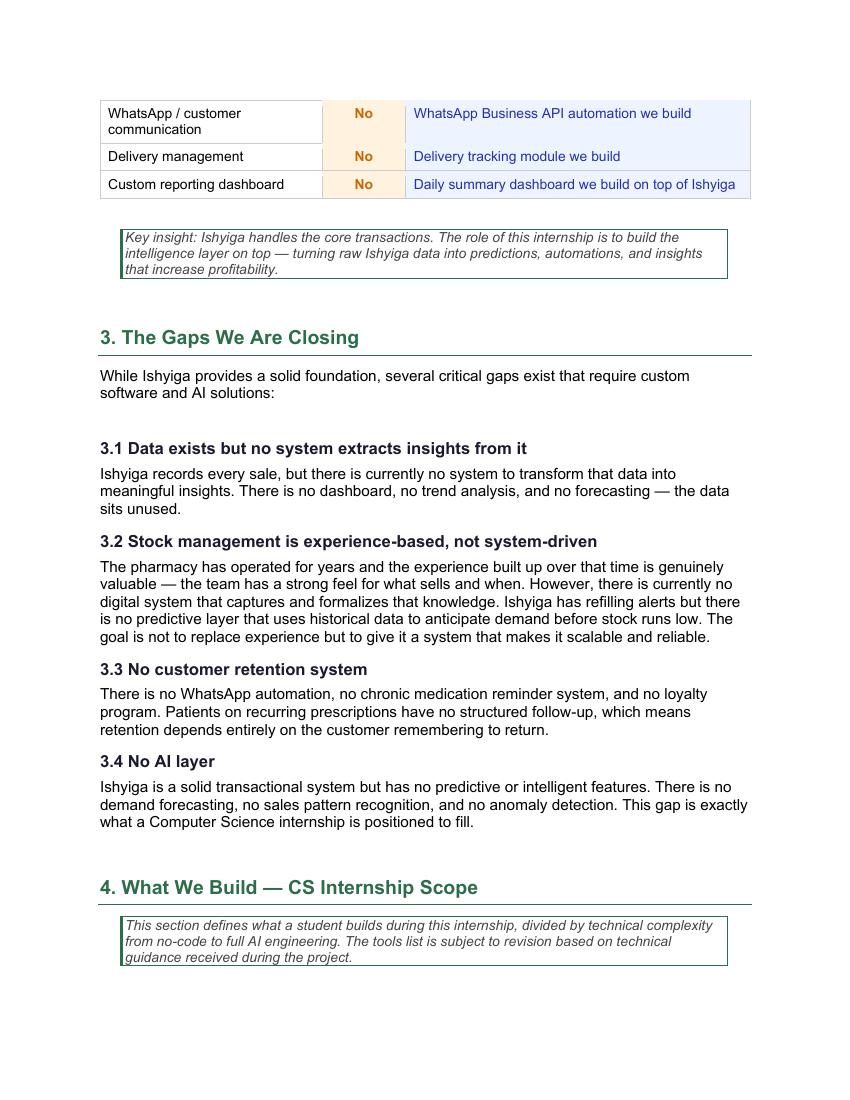 WhatsApp / customer communication No WhatsApp Business API automation we build
Delivery management No Delivery tracking module we build
Custom reporting dashboard No Daily summary dashboard we build on top of Ishyiga
Key insight: Ishyiga handles the core transactions. The role of this internship is to build the
intelligence layer on top — turning raw Ishyiga data into predictions, automations, and insights
that increase profitability.
3. The Gaps We Are Closing
While Ishyiga provides a solid foundation, several critical gaps exist that require custom
software and AI solutions:
3.1 Data exists but no system extracts insights from it
Ishyiga records every sale, but there is currently no system to transform that data into
meaningful insights. There is no dashboard, no trend analysis, and no forecasting — the data
sits unused.
3.2 Stock management is experience-based, not system-driven
The pharmacy has operated for years and the experience built up over that time is genuinely
valuable — the team has a strong feel for what sells and when. However, there is currently no
digital system that captures and formalizes that knowledge. Ishyiga has refilling alerts but there
is no predictive layer that uses historical data to anticipate demand before stock runs low. The
goal is not to replace experience but to give it a system that makes it scalable and reliable.
3.3 No customer retention system
There is no WhatsApp automation, no chronic medication reminder system, and no loyalty
program. Patients on recurring prescriptions have no structured follow-up, which means
retention depends entirely on the customer remembering to return.
3.4 No AI layer
Ishyiga is a solid transactional system but has no predictive or intelligent features. There is no
demand forecasting, no sales pattern recognition, and no anomaly detection. This gap is exactly
what a Computer Science internship is positioned to fill.
4. What We Build — CS Internship Scope
This section defines what a student builds during this internship, divided by technical complexity
from no-code to full AI engineering. The tools list is subject to revision based on technical
guidance received during the project.